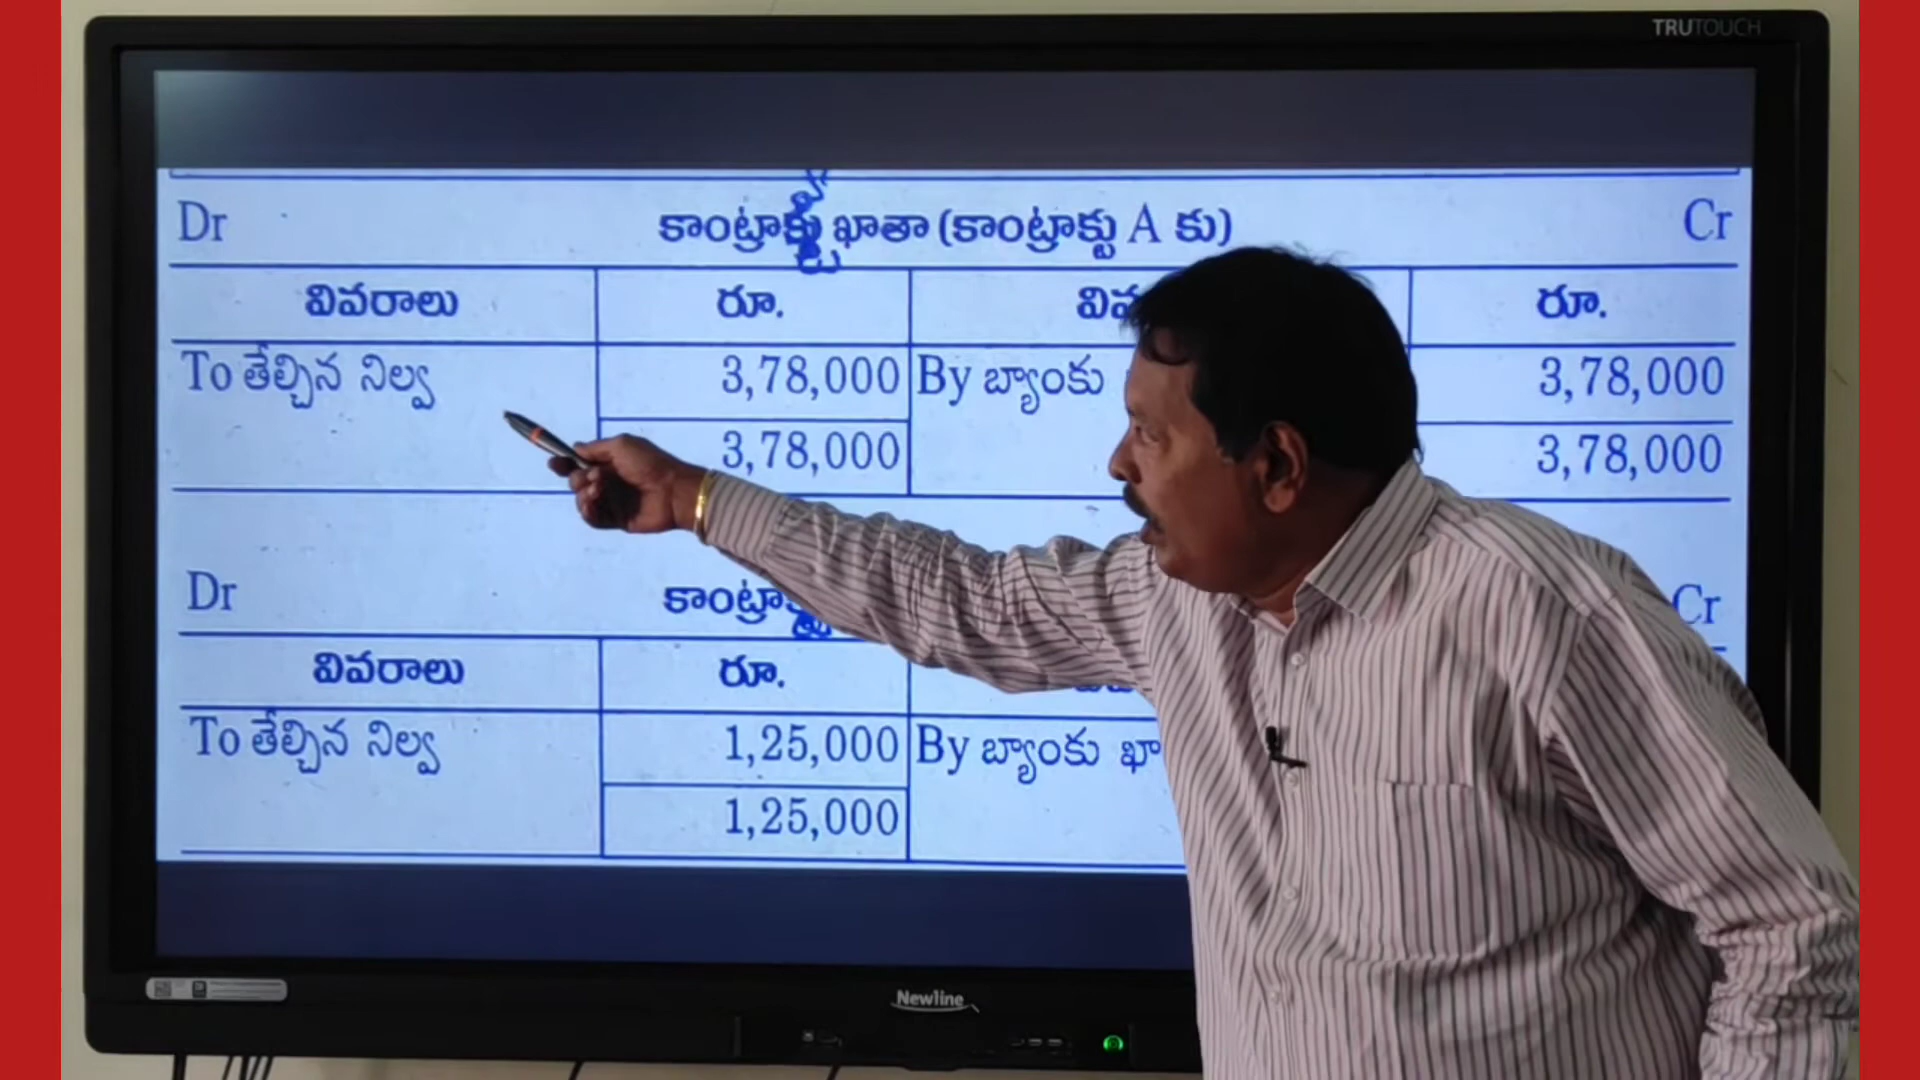 TRUTOUCH
Dr కాంట్రాక్టు ఖాతా (కాంట్రాక్టు A కు) Cr
వివరాలు రూ. రూ.
To తేల్చిన నిల్వ 3,78,000 By బ్యాంకు 3,78,000
3,78,000 3,78,000
Dr Cr
వివరాలు రూ.
To తేల్చిన నిల్వ 1,25,000 By బ్యాంకు
1,25,000
Newline